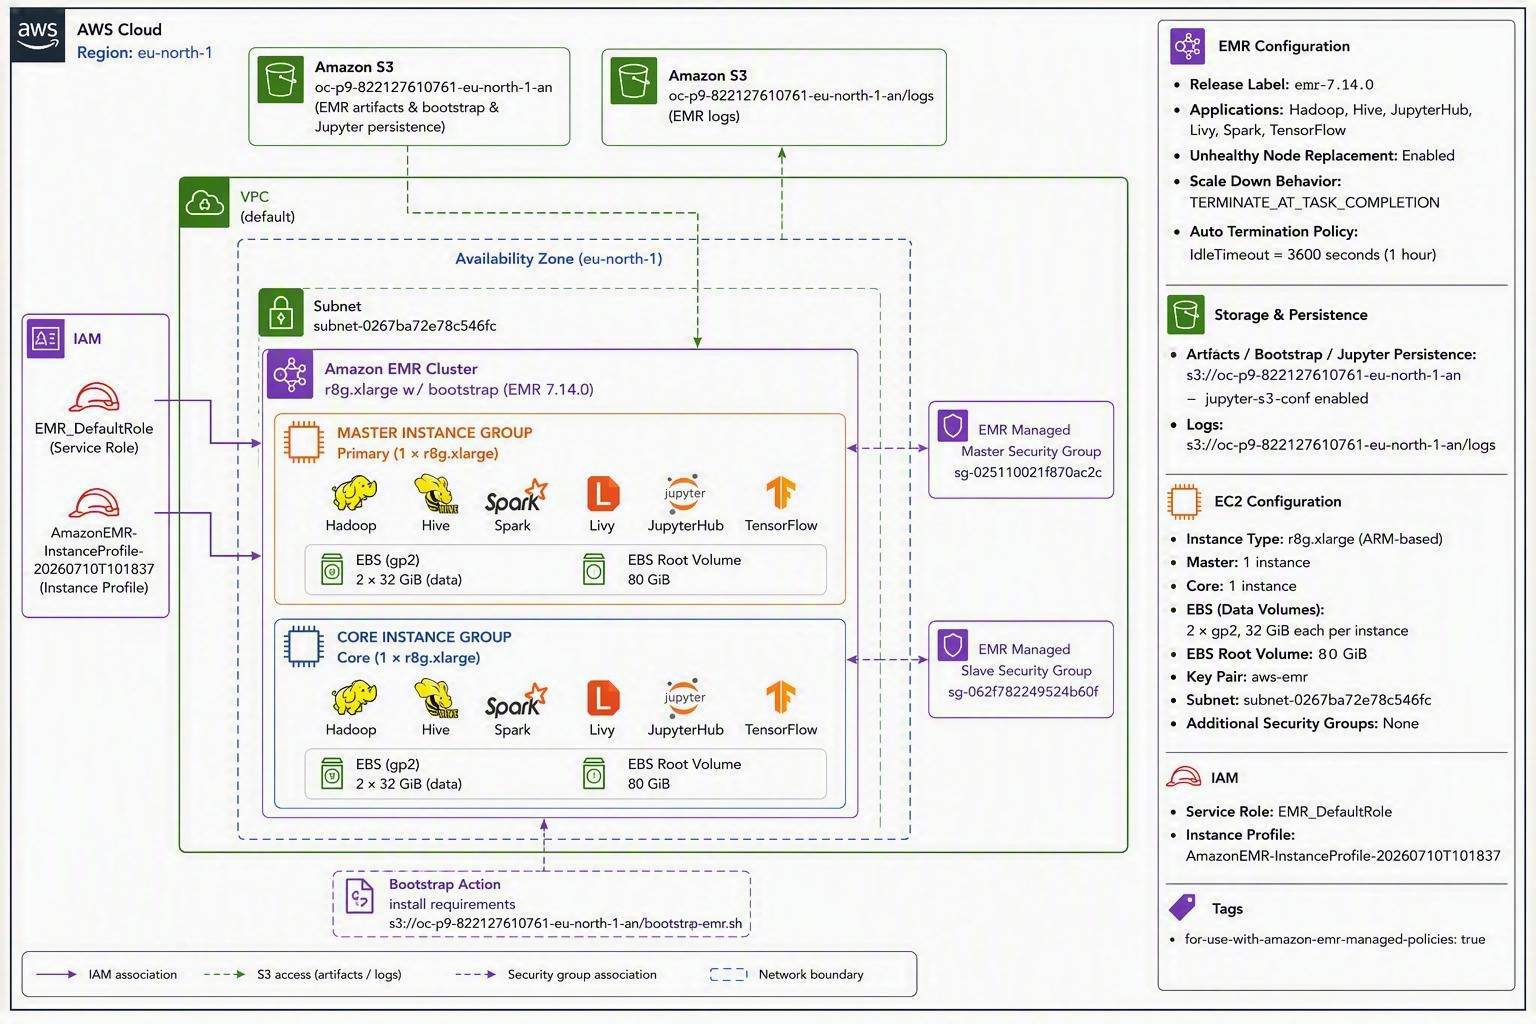 aws
AWS Cloud
Region: eu-north-1
Amazon S3
oc-p9-822127610761-eu-north-1-an
(EMR artifacts & bootstrap &
Jupyter persistence)
Amazon S3
oc-p9-822127610761-eu-north-1-an/logs
(EMR logs)
VPC
(default)
Availability Zone (eu-north-1)
Subnet
subnet-0267ba72e78c546fc
IAM
EMR_DefaultRole
(Service Role)
AmazonEMR-
InstanceProfile-
20260710T101837
(Instance Profile)
Amazon EMR Cluster
r8g.xlarge w/ bootstrap (EMR 7.14.0)
MASTER INSTANCE GROUP
Primary (1 × r8g.xlarge)
HIVE
Spark
L
jupyter
Hadoop
Hive
Spark
Livy
JupyterHub
TensorFlow
EBS (gp2)
2 × 32 GiB (data)
EBS Root Volume
80 GiB
CORE INSTANCE GROUP
Core (1 × r8g.xlarge)
HIVE
Spark
L
jupyter
Hadoop
Hive
Spark
Livy
JupyterHub
TensorFlow
EBS (gp2)
2 × 32 GiB (data)
EBS Root Volume
80 GiB
EMR Managed
Master Security Group
sg-025110021f870ac2c
EMR Managed
Slave Security Group
sg-062f782249524b60f
Bootstrap Action
install requirements
s3://oc-p9-822127610761-eu-north-1-an/bootstrap-emr.sh
IAM association
S3 access (artifacts / logs)
Security group association
Network boundary
EMR Configuration
• Release Label: emr-7.14.0
• Applications: Hadoop, Hive, JupyterHub,
Livy, Spark, TensorFlow
• Unhealthy Node Replacement: Enabled
• Scale Down Behavior:
TERMINATE_AT_TASK_COMPLETION
• Auto Termination Policy:
IdleTimeout = 3600 seconds (1 hour)
Storage & Persistence
• Artifacts / Bootstrap / Jupyter Persistence:
s3://oc-p9-822127610761-eu-north-1-an
– jupyter-s3-conf enabled
• Logs:
s3://oc-p9-822127610761-eu-north-1-an/logs
EC2 Configuration
• Instance Type: r8g.xlarge (ARM-based)
• Master: 1 instance
• Core: 1 instance
• EBS (Data Volumes):
2 × gp2, 32 GiB each per instance
• EBS Root Volume: 80 GiB
• Key Pair: aws-emr
• Subnet: subnet-0267ba72e78c546fc
• Additional Security Groups: None
IAM
• Service Role: EMR_DefaultRole
• Instance Profile:
AmazonEMR-InstanceProfile-20260710T101837
Tags
• for-use-with-amazon-emr-managed-policies: true